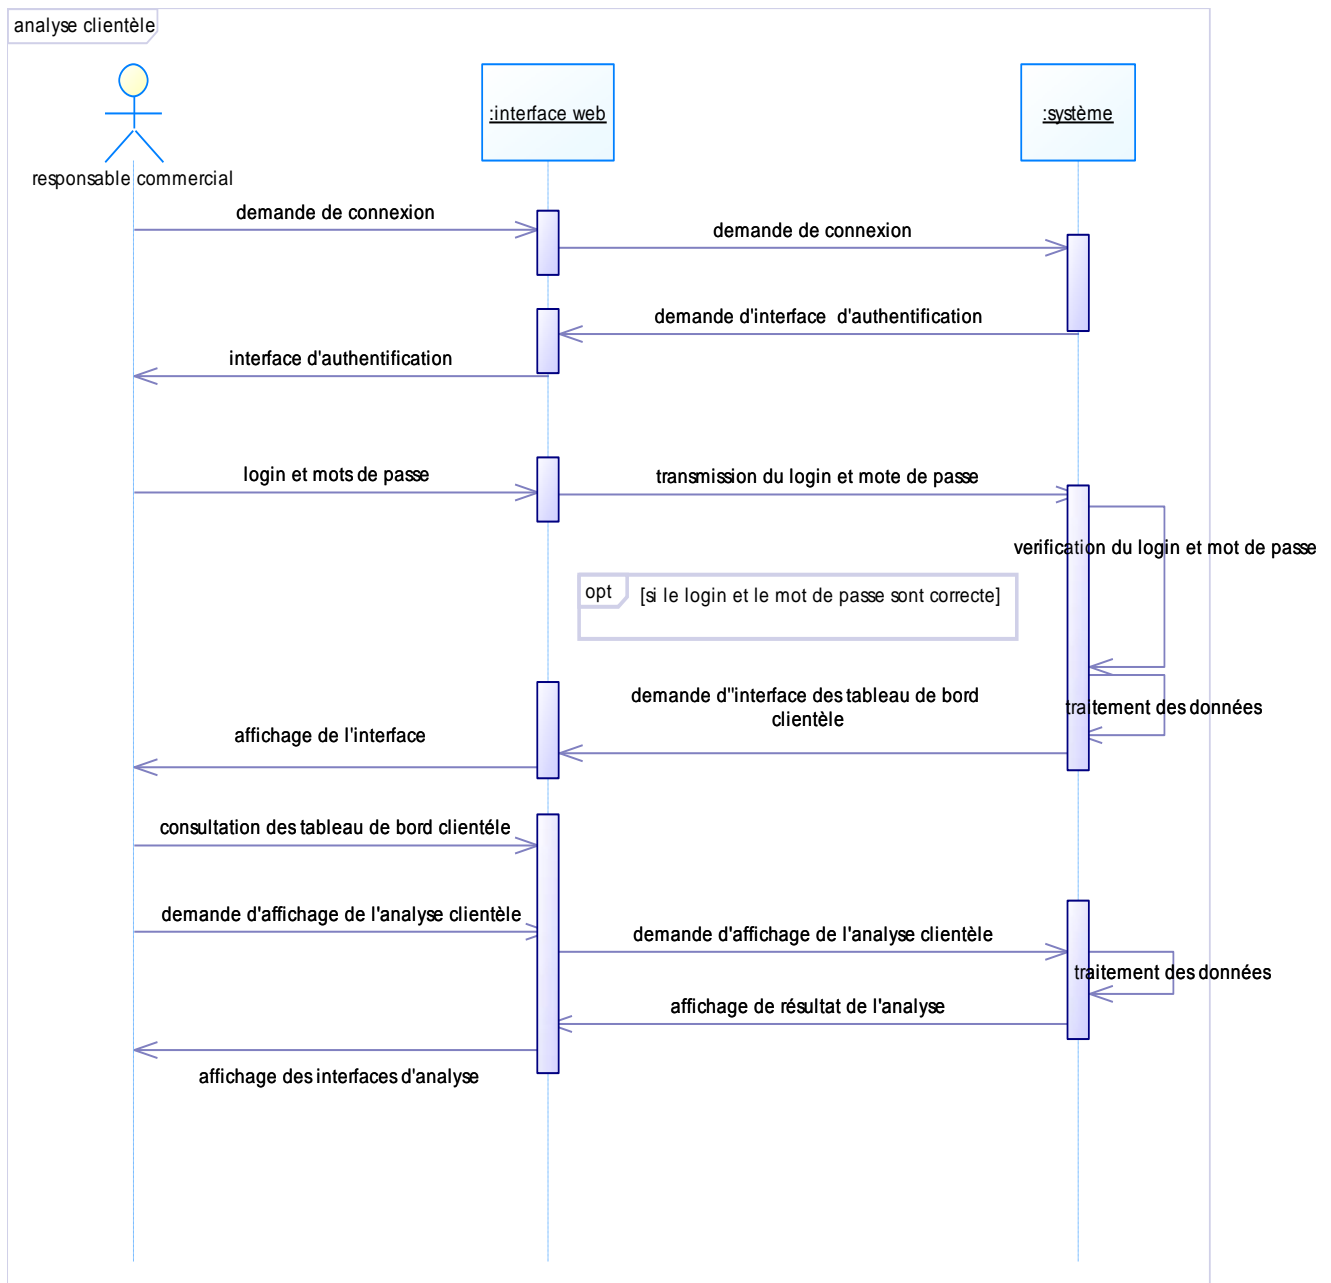 analyse clientèle
:interface web
:système
responsable commercial
demande de connexion
demande de connexion
demande d'interface  d'authentification
interface d'authentification
login et mots de passe
transmission du login et mote de passe
verification du login et mot de passe
opt
[si le login et le mot de passe sont correcte]
demande d''interface des tableau de bord
clientèle
traitement des données
affichage de l'interface
consultation des tableau de bord clientéle
demande d'affichage de l'analyse clientèle
demande d'affichage de l'analyse clientèle
traitement des données
affichage de résultat de l'analyse
affichage des interfaces d'analyse